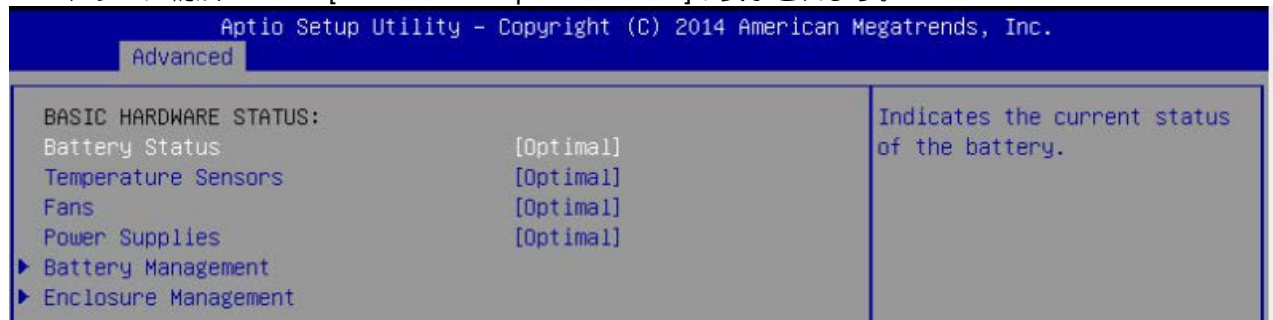 Aptio Setup Utility – Copyright (C) 2014 American Megatrends, Inc.
Advanced
BASIC HARDWARE STATUS:
Battery Status [Optimal]
Temperature Sensors [Optimal]
Fans [Optimal]
Power Supplies [Optimal]
Battery Management
Enclosure Management
Indicates the current status
of the battery.